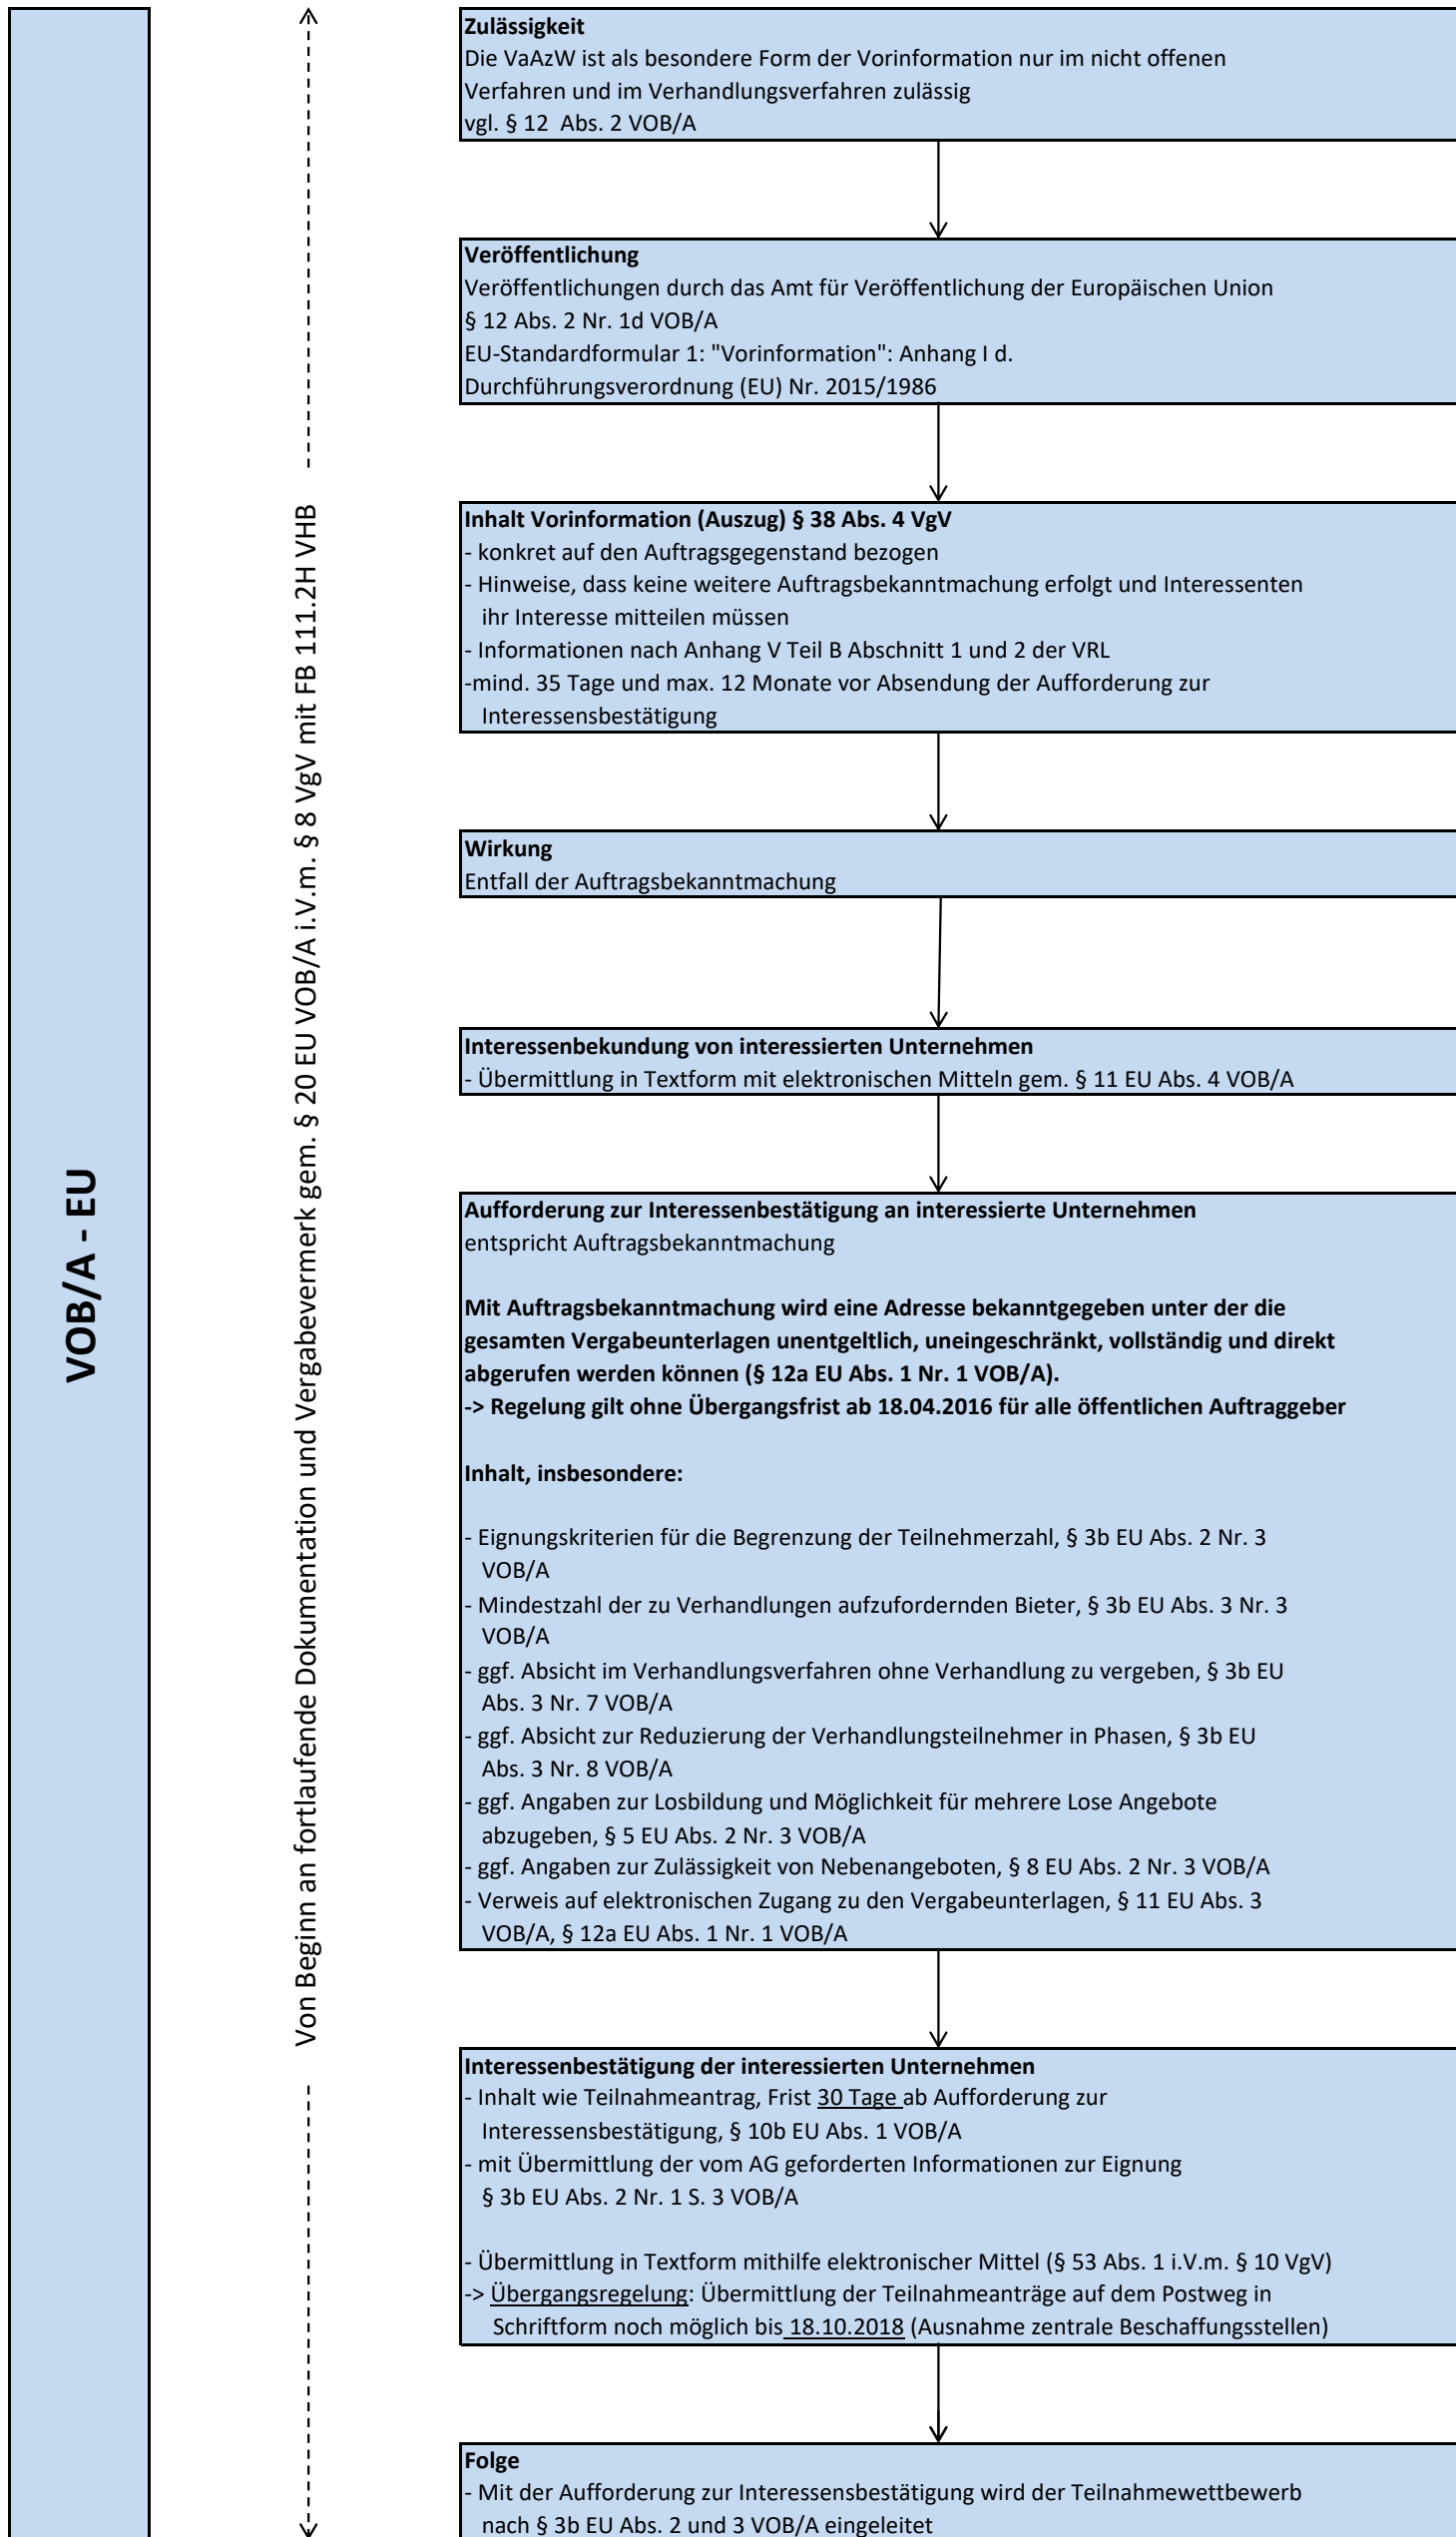 VOB/A - EU
Von Beginn an fortlaufende Dokumentation und Vergabevermerk gem. § 20 EU VOB/A i.V.m. § 8 VgV mit FB 111.2H VHB
Zulässigkeit
Die VaAzW ist als besondere Form der Vorinformation nur im nicht offenen
Verfahren und im Verhandlungsverfahren zulässig
vgl. § 12  Abs. 2 VOB/A
Veröffentlichung
Veröffentlichungen durch das Amt für Veröffentlichung der Europäischen Union
§ 12 Abs. 2 Nr. 1d VOB/A
EU-Standardformular 1: "Vorinformation": Anhang I d.
Durchführungsverordnung (EU) Nr. 2015/1986
Inhalt Vorinformation (Auszug) § 38 Abs. 4 VgV
- konkret auf den Auftragsgegenstand bezogen
- Hinweise, dass keine weitere Auftragsbekanntmachung erfolgt und Interessenten
ihr Interesse mitteilen müssen
- Informationen nach Anhang V Teil B Abschnitt 1 und 2 der VRL
-mind. 35 Tage und max. 12 Monate vor Absendung der Aufforderung zur
Interessensbestätigung
Wirkung
Entfall der Auftragsbekanntmachung
Interessenbekundung von interessierten Unternehmen
- Übermittlung in Textform mit elektronischen Mitteln gem. § 11 EU Abs. 4 VOB/A
Aufforderung zur Interessenbestätigung an interessierte Unternehmen
entspricht Auftragsbekanntmachung
Mit Auftragsbekanntmachung wird eine Adresse bekanntgegeben unter der die
gesamten Vergabeunterlagen unentgeltlich, uneingeschränkt, vollständig und direkt
abgerufen werden können (§ 12a EU Abs. 1 Nr. 1 VOB/A).
-> Regelung gilt ohne Übergangsfrist ab 18.04.2016 für alle öffentlichen Auftraggeber
Inhalt, insbesondere:
- Eignungskriterien für die Begrenzung der Teilnehmerzahl, § 3b EU Abs. 2 Nr. 3
VOB/A
- Mindestzahl der zu Verhandlungen aufzufordernden Bieter, § 3b EU Abs. 3 Nr. 3
VOB/A
- ggf. Absicht im Verhandlungsverfahren ohne Verhandlung zu vergeben, § 3b EU
Abs. 3 Nr. 7 VOB/A
- ggf. Absicht zur Reduzierung der Verhandlungsteilnehmer in Phasen, § 3b EU
Abs. 3 Nr. 8 VOB/A
- ggf. Angaben zur Losbildung und Möglichkeit für mehrere Lose Angebote
abzugeben, § 5 EU Abs. 2 Nr. 3 VOB/A
- ggf. Angaben zur Zulässigkeit von Nebenangeboten, § 8 EU Abs. 2 Nr. 3 VOB/A
- Verweis auf elektronischen Zugang zu den Vergabeunterlagen, § 11 EU Abs. 3
VOB/A, § 12a EU Abs. 1 Nr. 1 VOB/A
Interessenbestätigung der interessierten Unternehmen
- Inhalt wie Teilnahmeantrag, Frist 30 Tage ab Aufforderung zur
Interessensbestätigung, § 10b EU Abs. 1 VOB/A
- mit Übermittlung der vom AG geforderten Informationen zur Eignung
§ 3b EU Abs. 2 Nr. 1 S. 3 VOB/A
- Übermittlung in Textform mithilfe elektronischer Mittel (§ 53 Abs. 1 i.V.m. § 10 VgV)
-> Übergangsregelung: Übermittlung der Teilnahmeanträge auf dem Postweg in
Schriftform noch möglich bis 18.10.2018 (Ausnahme zentrale Beschaffungsstellen)
Folge
- Mit der Aufforderung zur Interessensbestätigung wird der Teilnahmewettbewerb
nach § 3b EU Abs. 2 und 3 VOB/A eingeleitet